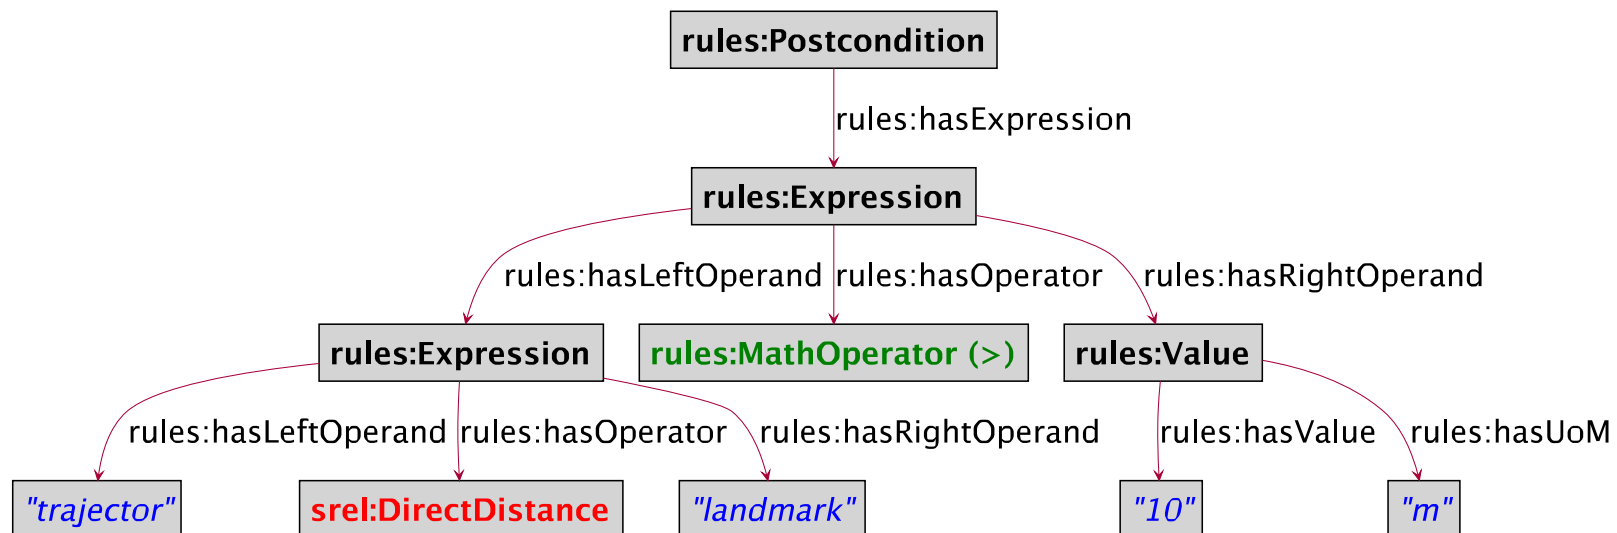 rules:Postcondition
rules:hasExpression
rules:Expression
rules:hasLeftOperand
rules:hasOperator
rules:hasRightOperand
rules:Expression
rules:MathOperator (>)
rules:Value
rules:hasLeftOperand
rules:hasOperator
rules:hasRightOperand
rules:hasValue
rules:hasUoM
"trajector"
srel:DirectDistance
"landmark"
"10"
"m"